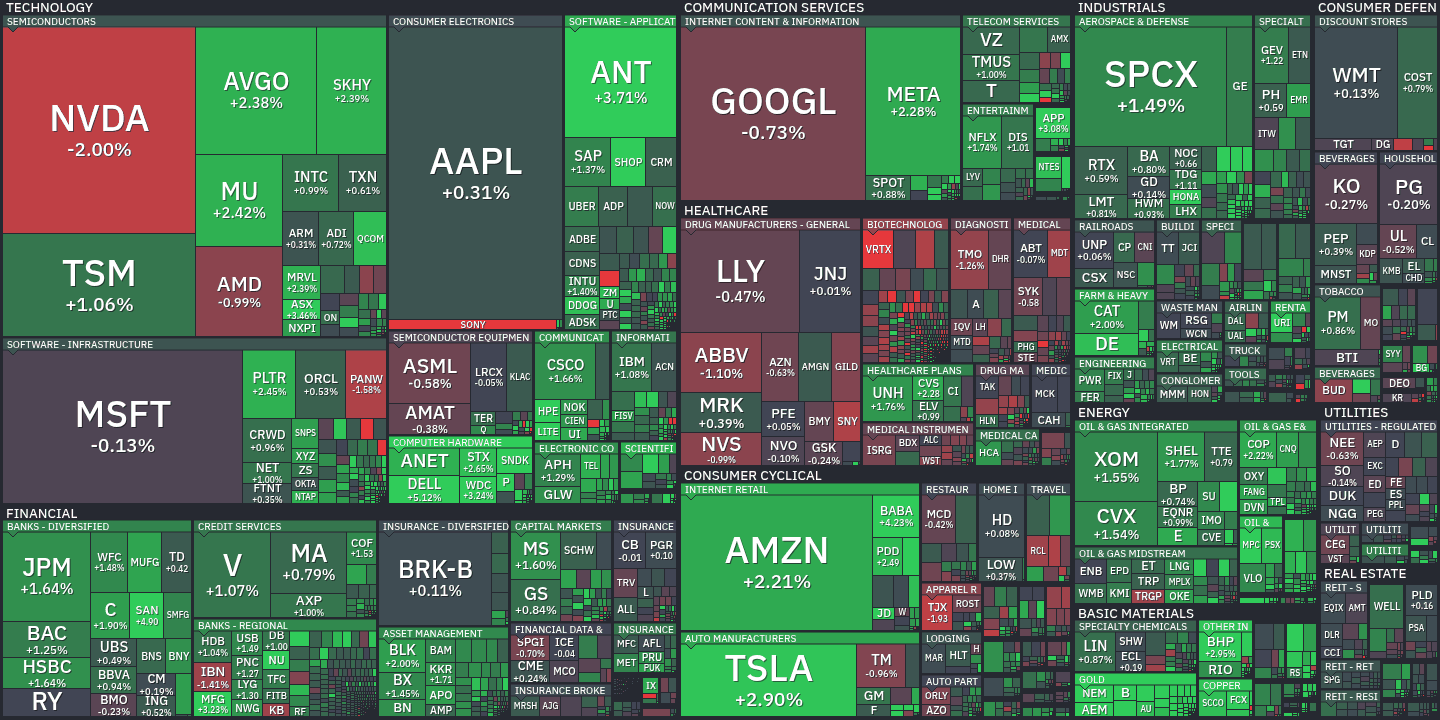 TECHNOLOGY
SEMICONDUCTORS
NVDA
-2.00%
AVGO
+2.38%
SKHY
+2.39%
TSM
+1.06%
MU
+2.42%
INTC
+0.99%
TXN
+0.61%
AMD
-0.99%
ARM
+0.31%
ADI
+0.72%
QCOM
MRVL
+2.39%
ASX
+3.46%
NXPI
ON
CONSUMER ELECTRONICS
AAPL
+0.31%
SONY
SOFTWARE - APPLICAT
ANT
+3.71%
SAP
+1.37%
SHOP
CRM
UBER
ADP
NOW
ADBE
CDNS
INTU
+1.40%
ZM
DDOG
U
PTC
ADSK
SOFTWARE - INFRASTRUCTURE
MSFT
-0.13%
PLTR
+2.45%
ORCL
+0.53%
PANW
-1.58%
CRWD
+0.96%
SNPS
XYZ
NET
+1.00%
ZS
OKTA
FTNT
+0.35%
NTAP
SEMICONDUCTOR EQUIPMEN
ASML
-0.58%
LRCX
-0.05%
KLAC
AMAT
-0.38%
TER
Q
COMMUNICAT
CSCO
+1.66%
HPE
NOK
CIEN
LITE
UI
INFORMATI
IBM
+1.08%
ACN
FISV
COMPUTER HARDWARE
ANET
STX
+2.65%
SNDK
DELL
+5.12%
WDC
+3.24%
P
ELECTRONIC CO
APH
+1.29%
TEL
GLW
SCIENTIFI
FINANCIAL
BANKS - DIVERSIFIED
JPM
+1.64%
WFC
+1.48%
MUFG
TD
+0.42
BAC
+1.25%
C
+1.90%
SAN
+4.90
SMFG
HSBC
+1.64%
UBS
+0.49%
BNS
BNY
RY
BBVA
+0.94%
CM
+0.19%
BMO
-0.23%
ING
+0.52%
CREDIT SERVICES
V
+1.07%
MA
+0.79%
COF
+1.53
AXP
+1.00%
BANKS - REGIONAL
HDB
+1.04%
USB
+1.49
DB
+1.00
IBN
-1.41%
PNC
+1.27
NU
MFG
+3.23%
LYG
+1.30
TFC
FITB
NWG
KB
RF
INSURANCE - DIVERSIFIED
BRK-B
+0.11%
ASSET MANAGEMENT
BLK
+2.00%
BAM
BX
+1.45%
KKR
+1.71
APO
BN
AMP
CAPITAL MARKETS
MS
+1.60%
SCHW
GS
+0.84%
FINANCIAL DATA &
SPGI
-0.70%
ICE
-0.04
CME
+0.24%
MCO
INSURANCE BROKE
MRSH
AJG
INSURANCE
CB
-0.01
PGR
+0.10
TRV
L
ALL
INSURANCE
MFC
AFL
MET
PRU
FUK
IX
COMMUNICATION SERVICES
INTERNET CONTENT & INFORMATION
GOOGL
-0.73%
META
+2.28%
SPOT
+0.88%
TELECOM SERVICES
VZ
AMX
TMUS
+1.00%
T
ENTERTAINM
NFLX
+1.74%
DIS
+1.01
LYV
APP
+3.08%
NTES
HEALTHCARE
DRUG MANUFACTURERS - GENERAL
LLY
-0.47%
JNJ
+0.01%
ABBV
-1.10%
AZN
-0.63%
AMGN
GILD
MRK
+0.39%
PFE
+0.05%
BMY
SNY
NVS
-0.99%
NVO
-0.10%
GSK
-0.24%
BIOTECHNOLOG
VRTX
DIAGNOSTI
TMO
-1.26%
DHR
A
IQV
LH
MTD
MEDICAL
ABT
-0.07%
MDT
SYK
-0.58
PHG
STE
HEALTHCARE PLANS
UNH
+1.76%
CVS
+2.28
CI
ELV
+0.99
DRUG MA
TAK
HLN
MEDIC
MCK
CAH
MEDICAL INSTRUMEN
ISRG
BDX
ALC
WST
MEDICAL CA
HCA
CONSUMER CYCLICAL
INTERNET RETAIL
AMZN
+2.21%
BABA
+4.23%
PDD
+2.49
JD
W
AUTO MANUFACTURERS
TSLA
+2.90%
TM
-0.96%
GM
F
RESTAUR
MCD
-0.42%
HOME I
HD
+0.08%
LOW
+0.37%
TRAVEL
RCL
APPAREL R
TJX
-1.93
ROST
LODGING
MAR
HLT
H
AUTO PART
ORLY
AZO
INDUSTRIALS
AEROSPACE & DEFENSE
SPCX
+1.49%
GE
RTX
+0.59%
BA
+0.80%
NOC
+0.66
GD
+0.14%
TDG
+1.11
HONA
LMT
+0.81%
HWM
+0.93%
LHX
SPECIALT
GEV
+1.22
ETN
PH
+0.59
EMR
ITW
RAILROADS
UNP
+0.06%
CP
CNI
CSX
NSC
BUILDI
TT
JCI
SPECI
FARM & HEAVY
CAT
+2.00%
DE
WASTE MAN
WM
RSG
WCN
AIRLIN
DAL
UAL
RENTA
URI
ENGINEERING
PWR
FIX
J
FER
ELECTRICAL
VRT
BE
TRUCK
CONGLOMER
MMM
HON
TOOLS
CONSUMER DEFEN
DISCOUNT STORES
WMT
+0.13%
COST
+0.79%
TGT
DG
BEVERAGES
KO
-0.27%
PEP
+0.39%
KDP
MNST
HOUSEHOL
PG
-0.20%
UL
-0.52%
CL
KMB
EL
CHD
TOBACCO
PM
+0.86%
MO
BTI
SYY
BG
BEVERAGES
BUD
DEO
KR
ENERGY
OIL & GAS INTEGRATED
XOM
+1.55%
SHEL
+1.77%
TTE
+0.79
CVX
+1.54%
BP
+0.74%
SU
EQNR
+0.99%
IMO
E
CVE
OIL & GAS E&
COP
+2.22%
CNQ
OXY
FANG
TPL
DVN
OIL &
MPC
PSX
VLO
OIL & GAS MIDSTREAM
ENB
EPD
ET
LNG
TRP
MPLX
WMB
KMI
TRGP
OKE
BASIC MATERIALS
SPECIALTY CHEMICALS
LIN
+0.87%
SHW
ECL
+0.19
OTHER IN
BHP
+2.95%
RIO
GOLD
NEM
B
AEM
AU
COPPER
SCCO
FCX
RS
UTILITIES
UTILITIES - REGULATED
NEE
-0.63%
AEP
D
SO
-0.14%
EXC
DUK
ED
FE
ES
PPL
NGG
PEG
UTILIT
CEG
VST
UTILITI
UTILITI
REAL ESTATE
REIT - S
EQIX
AMT
DLR
CCI
WELL
PLD
+0.16
PSA
REIT - RET
SPG
REIT - RESI